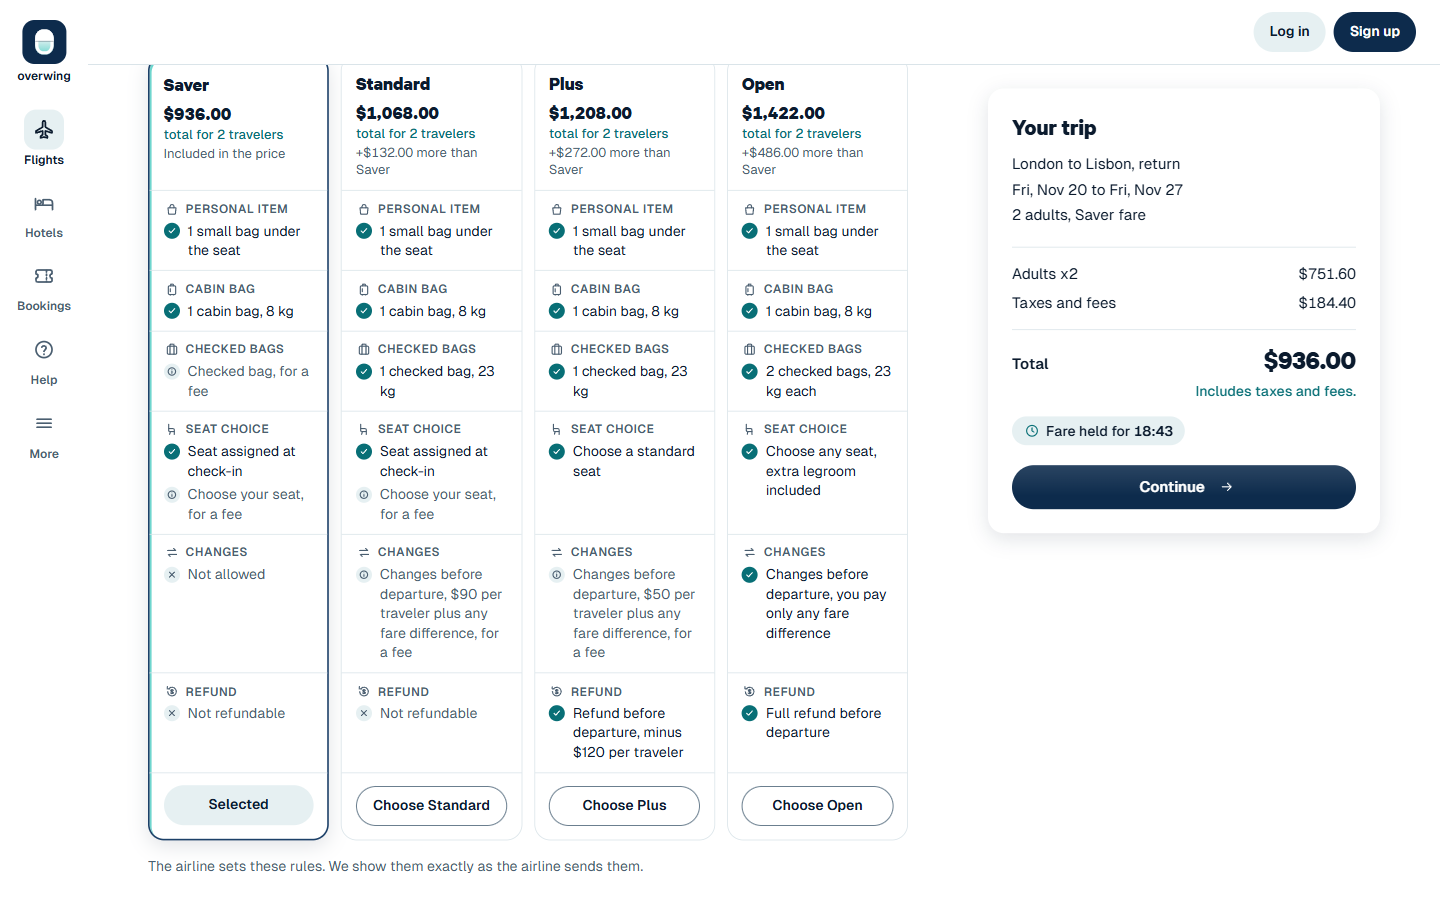 overwing
Flights
Hotels
Bookings
Help
More
Log in
Sign up
Saver
$936.00
total for 2 travelers
Included in the price
PERSONAL ITEM
1 small bag under
the seat
CABIN BAG
1 cabin bag, 8 kg
CHECKED BAGS
Checked bag, for a
fee
SEAT CHOICE
Seat assigned at
check-in
Choose your seat,
for a fee
CHANGES
Not allowed
REFUND
Not refundable
Selected
Standard
$1,068.00
total for 2 travelers
+$132.00 more than
Saver
PERSONAL ITEM
1 small bag under
the seat
CABIN BAG
1 cabin bag, 8 kg
CHECKED BAGS
1 checked bag, 23
kg
SEAT CHOICE
Seat assigned at
check-in
Choose your seat,
for a fee
CHANGES
Changes before
departure, $90 per
traveler plus any
fare difference, for
a fee
REFUND
Not refundable
Choose Standard
Plus
$1,208.00
total for 2 travelers
+$272.00 more than
Saver
PERSONAL ITEM
1 small bag under
the seat
CABIN BAG
1 cabin bag, 8 kg
CHECKED BAGS
1 checked bag, 23
kg
SEAT CHOICE
Choose a standard
seat
CHANGES
Changes before
departure, $50 per
traveler plus any
fare difference, for
a fee
REFUND
Refund before
departure, minus
$120 per traveler
Choose Plus
Open
$1,422.00
total for 2 travelers
+$486.00 more than
Saver
PERSONAL ITEM
1 small bag under
the seat
CABIN BAG
1 cabin bag, 8 kg
CHECKED BAGS
2 checked bags, 23
kg each
SEAT CHOICE
Choose any seat,
extra legroom
included
CHANGES
Changes before
departure, you pay
only any fare
difference
REFUND
Full refund before
departure
Choose Open
The airline sets these rules. We show them exactly as the airline sends them.
Your trip
London to Lisbon, return
Fri, Nov 20 to Fri, Nov 27
2 adults, Saver fare
Adults x2 $751.60
Taxes and fees $184.40
Total $936.00
Includes taxes and fees.
Fare held for 18:43
Continue →